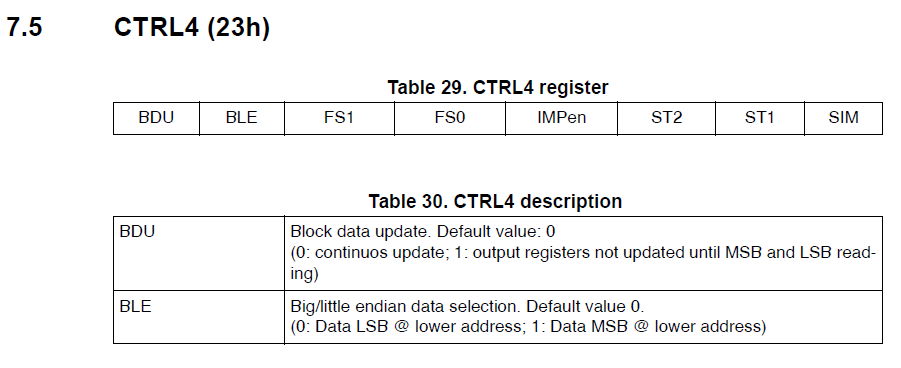 7.5 CTRL4 (23h)
Table 29. CTRL4 register
BDU BLE FS1 FS0 IMPen ST2 ST1 SIM
Table 30. CTRL4 description
BDU Block data update. Default value: 0
(0: continuos update; 1: output registers not updated until MSB and LSB read-
ing)
BLE Big/little endian data selection. Default value 0.
(0: Data LSB @ lower address; 1: Data MSB @ lower address)